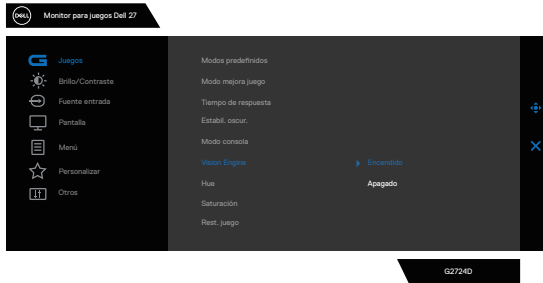 DELL Monitor para juegos Dell 27
Juegos
Brillo/Contraste
Fuente entrada
Pantalla
Menú
Personalizar
Otros
Modos predefinidos
Modo mejora juego
Tiempo de respuesta
Estabil. oscur.
Modo consola
Vision Engine
Hue
Saturación
Rest. juego
Encendido
Apagado
G2724D